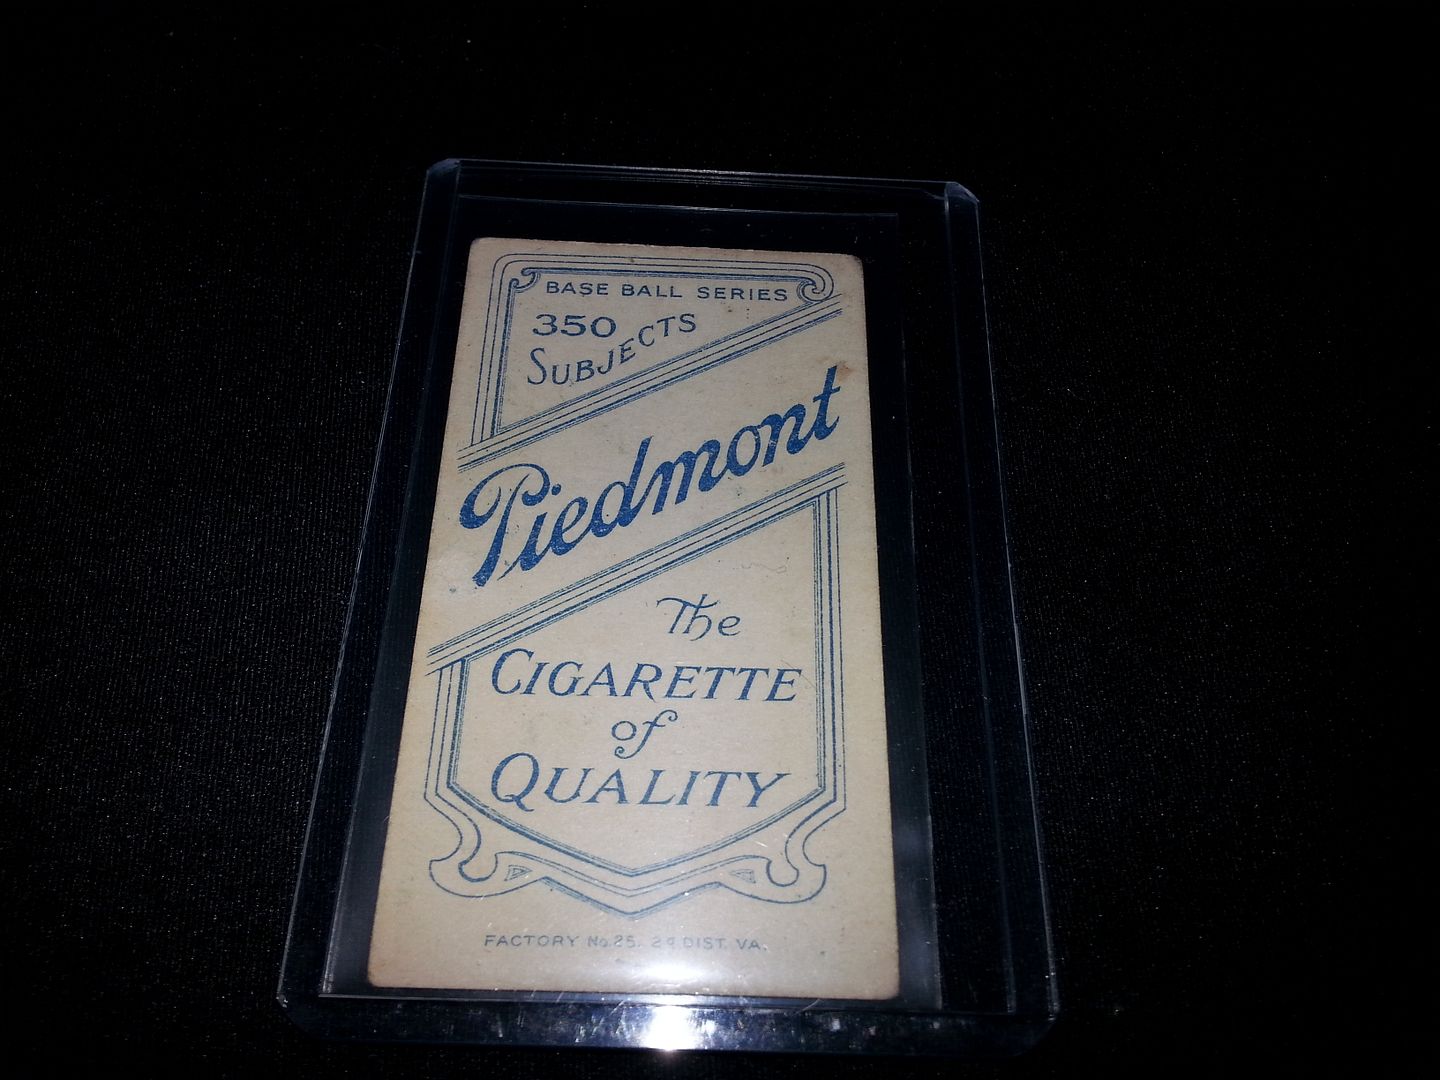 BASE BALL SERIES
350
SUBJECTS
Piedmont
The
CIGARETTE
of
QUALITY
FACTORY No. 25. 2d DIST. VA.